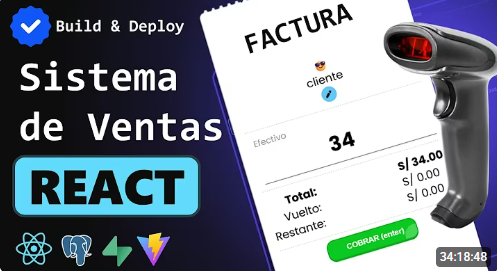 Build & Deploy
Sistema
de Ventas
REACT
FACTURA
cliente
Efectivo
34
Total: S/ 34.00
Vuelto: S/ 0.00
Restante: S/ 0.00
COBRAR (enter)
34:18:48